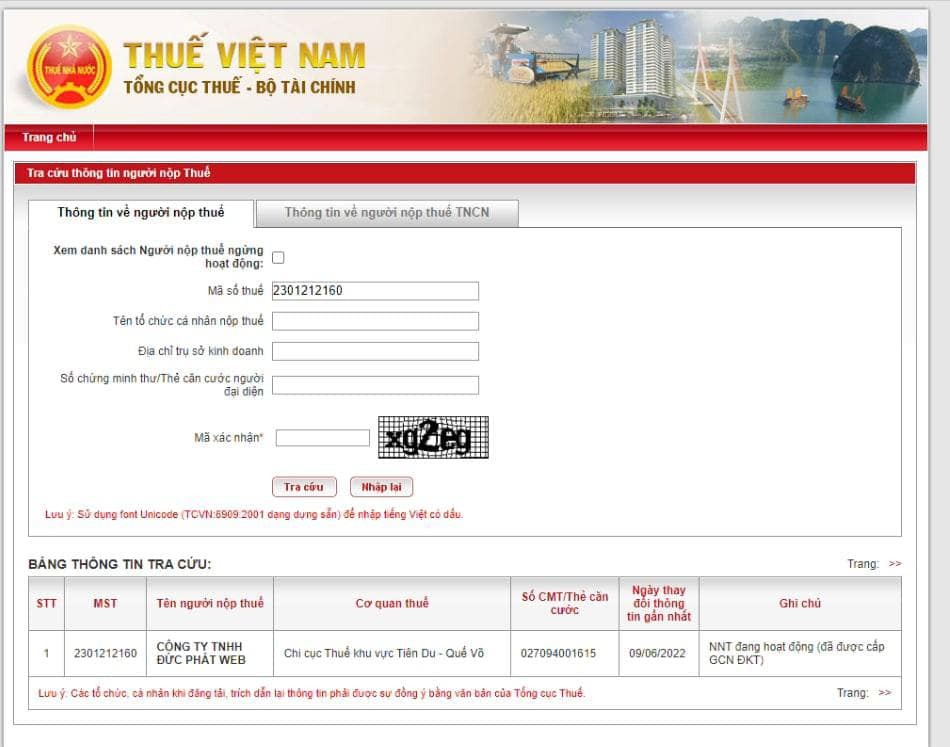 THUẾ NHÀ NƯỚC
THUẾ VIỆT NAM
TỔNG CỤC THUẾ - BỘ TÀI CHÍNH
Trang chủ
Tra cứu thông tin người nộp Thuế
Thông tin về người nộp thuế
Thông tin về người nộp thuế TNCN
Xem danh sách Người nộp thuế ngừng
hoạt động:
Mã số thuế
2301212160
Tên tổ chức cá nhân nộp thuế
Địa chỉ trụ sở kinh doanh
Số chứng minh thư/Thẻ căn cước người
đại diện
Mã xác nhận*
xg2eg
Tra cứu
Nhập lại
Lưu ý: Sử dụng font Unicode (TCVN:6909:2001 dạng dựng sẵn) để nhập tiếng Việt có dấu.
BẢNG THÔNG TIN TRA CỨU:
Trang: >>
STT
MST
Tên người nộp thuế
Cơ quan thuế
Số CMT/Thẻ căn
cước
Ngày thay
đổi thông
tin gần nhất
Ghi chú
1
2301212160
CÔNG TY TNHH
ĐỨC PHÁT WEB
Chi cục Thuế khu vực Tiên Du - Quế Võ
027094001615
09/06/2022
NNT đang hoạt động (đã được cấp
GCN ĐKT)
Lưu ý: Các tổ chức, cá nhân khi đăng tải, trích dẫn lại thông tin phải được sự đồng ý bằng văn bản của Tổng cục Thuế.
Trang: >>